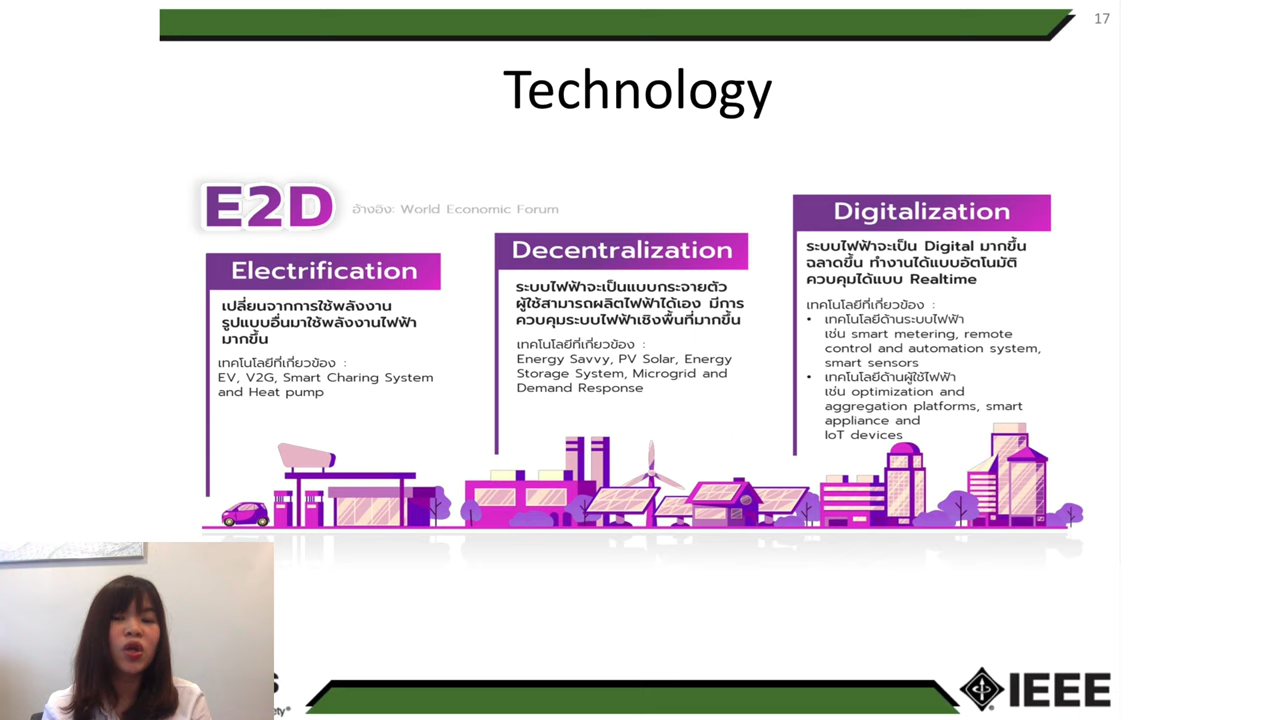 17
Technology
E2D
อ้างอิง: World Economic Forum
Electrification
เปลี่ยนจากการใช้พลังงาน
รูปแบบอื่นมาใช้พลังงานไฟฟ้า
มากขึ้น
เทคโนโลยีที่เกี่ยวข้อง :
EV, V2G, Smart Charing System
and Heat pump
Decentralization
ระบบไฟฟ้าจะเป็นแบบกระจายตัว
ผู้ใช้สามารถผลิตไฟฟ้าได้เอง มีการ
ควบคุมระบบไฟฟ้าเชิงพื้นที่มากขึ้น
เทคโนโลยีที่เกี่ยวข้อง :
Energy Savvy, PV Solar, Energy
Storage System, Microgrid and
Demand Response
Digitalization
ระบบไฟฟ้าจะเป็น Digital มากขึ้น
ฉลาดขึ้น ทำงานได้แบบอัตโนมัติ
ควบคุมได้แบบ Realtime
เทคโนโลยีที่เกี่ยวข้อง :
• เทคโนโลยีด้านระบบไฟฟ้า
เช่น smart metering, remote
control and automation system,
smart sensors
• เทคโนโลยีด้านผู้ใช้ไฟฟ้า
เช่น optimization and
aggregation platforms, smart
appliance and
IoT devices
IEEE